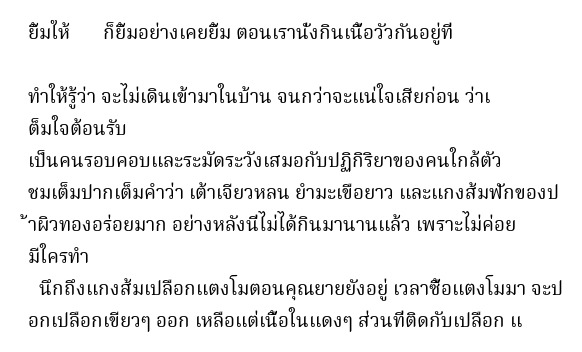 ยิ้มให้ ก็ยิ้มอย่างเคยยิ้ม ตอนเรานั่งกินเนื้อวัวกันอยู่ที่
ทำให้รู้ว่า จะไม่เดินเข้ามาในบ้าน จนกว่าจะแน่ใจเสียก่อน ว่าเ
ต็มใจต้อนรับ
เป็นคนรอบคอบและระมัดระวังเสมอกับปฏิกิริยาของคนใกล้ตัว
ชมเต็มปากเต็มคำว่า เต้าเจี้ยวหลน ยำมะเขือยาว และแกงส้มฟักของป
้าผิวทองอร่อยมาก อย่างหลังนี้ไม่ได้กินมานานแล้ว เพราะไม่ค่อย
มีใครทำ
นึกถึงแกงส้มเปลือกแตงโมตอนคุณยายยังอยู่ เวลาซื้อแตงโมมา จะป
อกเปลือกเขียวๆ ออก เหลือแต่เนื้อในแดงๆ ส่วนที่ติดกับเปลือก แ